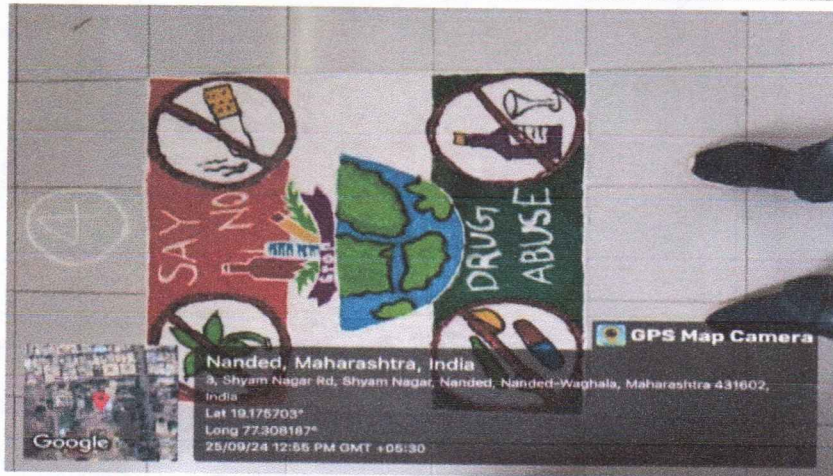 SAY
NO
STOP
DRUG
ABUSE
GPS Map Camera
Nanded, Maharashtra, India
3, Shyam Nagar Rd, Shyam Nagar, Nanded, Nanded-Waghala, Maharashtra 431602,
India
Lat 19.175703°
Long 77.308187°
25/09/24 12:55 PM GMT +05:30
Google